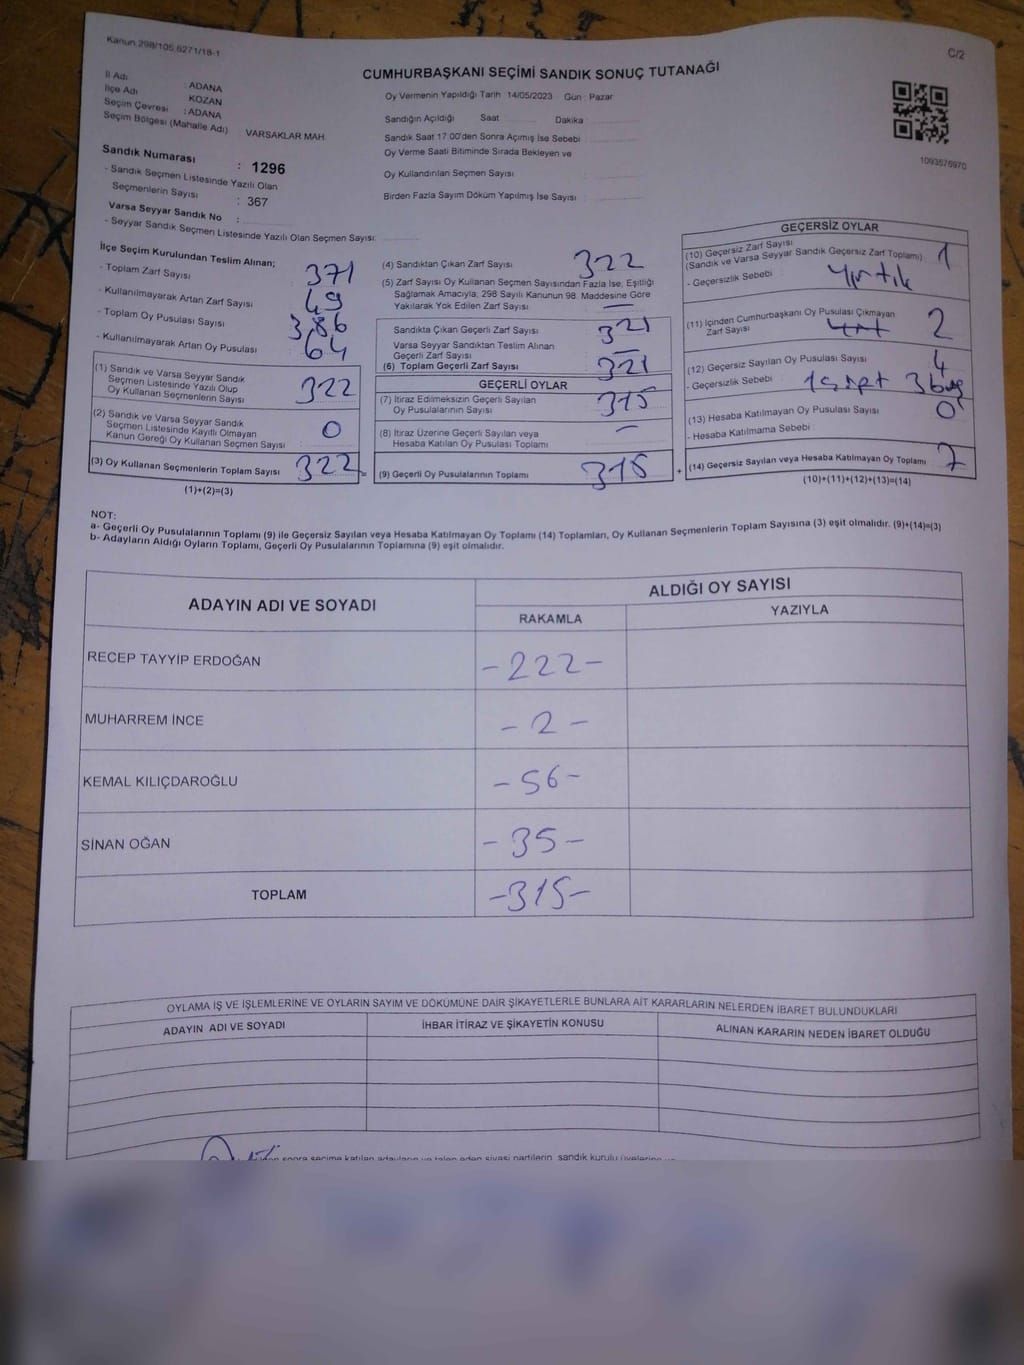 Kanun 298/105,6271/18-1
C/2
CUMHURBAŞKANI SEÇİMİ SANDIK SONUÇ TUTANAĞI
İl Adı : ADANA
İlçe Adı KOZAN
Seçim Çevresi : ADANA
Seçim Bölgesi (Mahalle Adı) VARSAKLAR MAH.
Sandık Numarası : 1296
- Sandık Seçmen Listesinde Yazılı Olan
Seçmenlerin Sayısı : 367
Varsa Seyyar Sandık No :
- Seyyar Sandık Seçmen Listesinde Yazılı Olan Seçmen Sayısı:
Oy Vermenin Yapıldığı Tarih : 14/05/2023 Gün : Pazar
Sandığın Açıldığı Saat Dakika :
Sandık Saat 17.00'den Sonra Açımış İse Sebebi :
Oy Verme Saati Bitiminde Sırada Bekleyen ve
Oy Kullandırılan Seçmen Sayısı :
Birden Fazla Sayım Döküm Yapılmış İse Sayısı :
1093576970
İlçe Seçim Kurulundan Teslim Alınan;
- Toplam Zarf Sayısı : 371
- Kullanılmayarak Artan Zarf Sayısı : 49
- Toplam Oy Pusulası Sayısı : 386
- Kullanılmayarak Artan Oy Pusulası : 64
(1) Sandık ve Varsa Seyyar Sandık
Seçmen Listesinde Yazılı Olup
Oy Kullanan Seçmenlerin Sayısı : 322
(2) Sandık ve Varsa Seyyar Sandık
Seçmen Listesinde Kayıtlı Olmayan
Kanun Gereği Oy Kullanan Seçmen Sayısı : 0
(3) Oy Kullanan Seçmenlerin Toplam Sayısı : 322 =
(1)+(2)=(3)
(4) Sandıktan Çıkan Zarf Sayısı : 322
(5) Zarf Sayısı Oy Kullanan Seçmen Sayısından Fazla İse, Eşitliği
Sağlamak Amacıyla, 298 Sayılı Kanunun 98. Maddesine Göre
Yakılarak Yok Edilen Zarf Sayısı : —
Sandıkta Çıkan Geçerli Zarf Sayısı : 321
Varsa Seyyar Sandıktan Teslim Alınan
Geçerli Zarf Sayısı : —
(6) Toplam Geçerli Zarf Sayısı : 321
GEÇERLİ OYLAR
(7) İtiraz Edilmeksizin Geçerli Sayılan
Oy Pusulalarının Sayısı : 315
(8) İtiraz Üzerine Geçerli Sayılan veya
Hesaba Katılan Oy Pusulası Toplamı : —
(9) Geçerli Oy Pusulalarının Toplamı : 315 +
GEÇERSİZ OYLAR
(10) Geçersiz Zarf Sayısı
(Sandık ve Varsa Seyyar Sandık Geçersiz Zarf Toplamı) : 1
- Geçersizlik Sebebi : Yırtık
(11) İçinden Cumhurbaşkanı Oy Pusulası Çıkmayan
Zarf Sayısı : 2
(12) Geçersiz Sayılan Oy Pusulası Sayısı : 4
- Geçersizlik Sebebi : 3 boş
(13) Hesaba Katılmayan Oy Pusulası Sayısı : 0
- Hesaba Katılmama Sebebi :
(14) Geçersiz Sayılan veya Hesaba Katılmayan Oy Toplamı : 7
(10)+(11)+(12)+(13)=(14)
NOT:
a- Geçerli Oy Pusulalarının Toplamı (9) ile Geçersiz Sayılan veya Hesaba Katılmayan Oy Toplamı (14) Toplamları, Oy Kullanan Seçmenlerin Toplam Sayısına (3) eşit olmalıdır. (9)+(14)=(3)
b- Adayların Aldığı Oyların Toplamı, Geçerli Oy Pusulalarının Toplamına (9) eşit olmalıdır.
ADAYIN ADI VE SOYADI
ALDIĞI OY SAYISI
RAKAMLA YAZIYLA
RECEP TAYYİP ERDOĞAN -222-
MUHARREM İNCE -2-
KEMAL KILIÇDAROĞLU -56-
SİNAN OĞAN -35-
TOPLAM -315-
OYLAMA İŞ VE İŞLEMLERİNE VE OYLARIN SAYIM VE DÖKÜMÜNE DAİR ŞİKAYETLERLE BUNLARA AİT KARARLARIN NELERDEN İBARET BULUNDUKLARI
ADAYIN ADI VE SOYADI İHBAR İTİRAZ VE ŞİKAYETİN KONUSU ALINAN KARARIN NEDEN İBARET OLDUĞU
sonra seçime katılan adayların ve talep eden siyasi partilerin sandık kurulu üyelerine